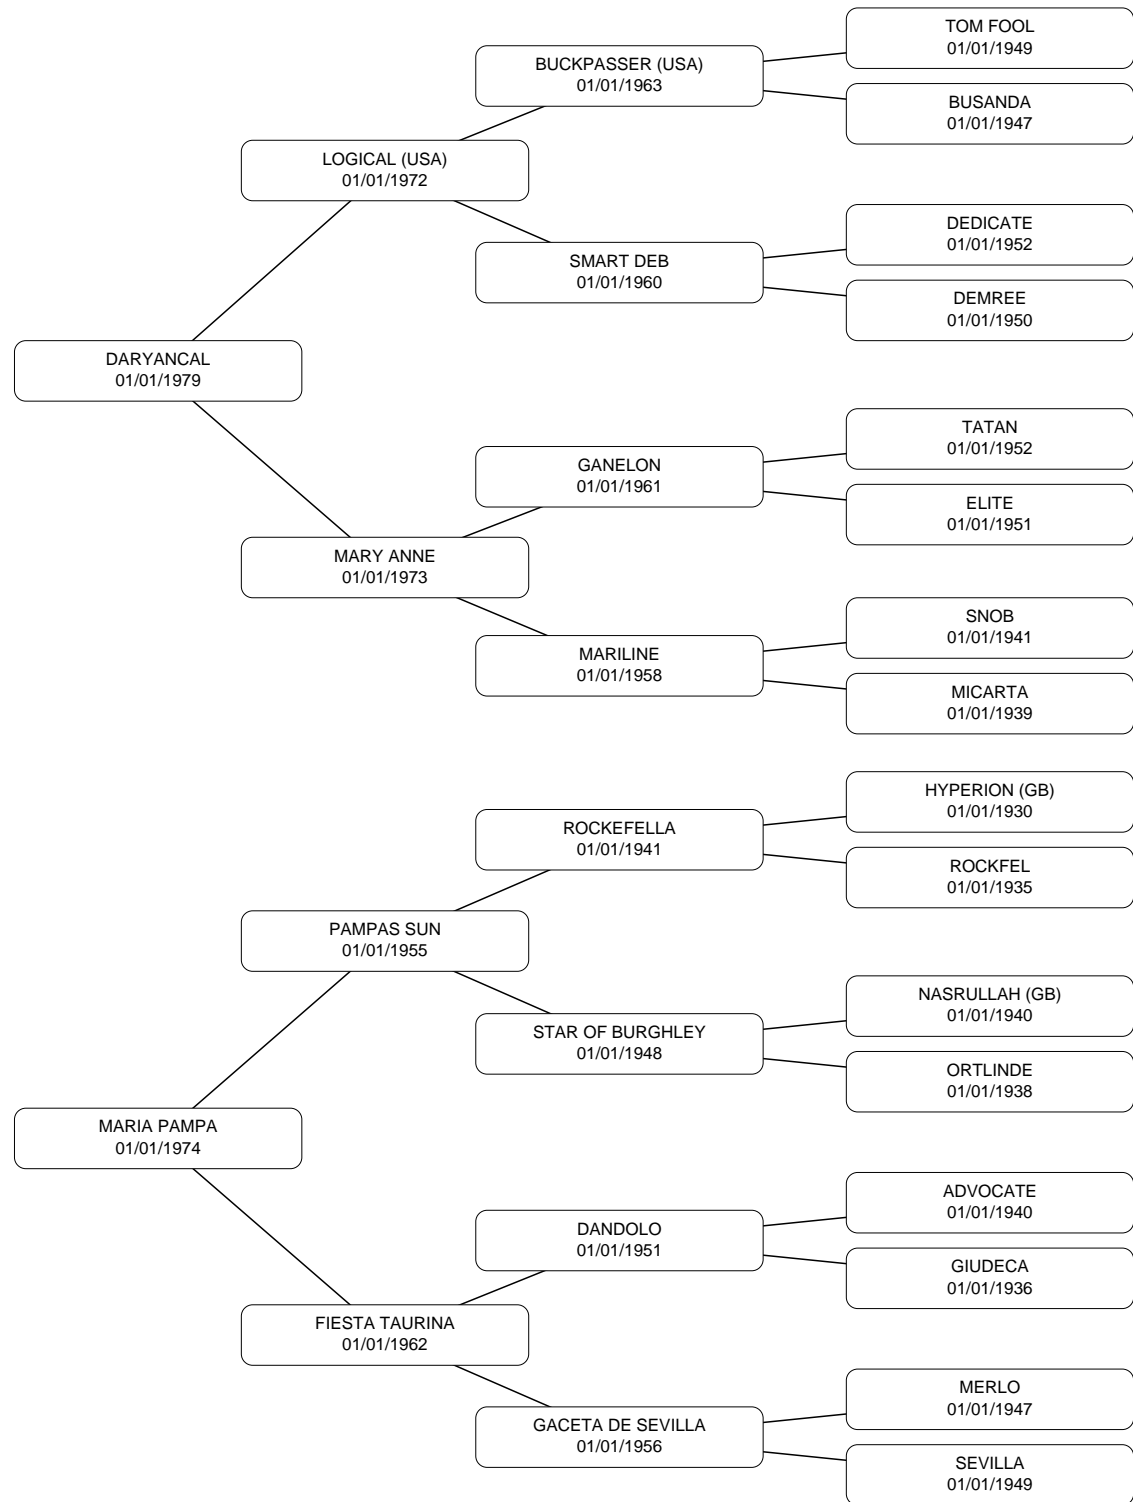 TOM FOOL
01/01/1949
BUCKPASSER (USA)
01/01/1963
BUSANDA
01/01/1947
LOGICAL (USA)
01/01/1972
DEDICATE
01/01/1952
SMART DEB
01/01/1960
DEMREE
01/01/1950
DARYANCAL
01/01/1979
TATAN
01/01/1952
GANELON
01/01/1961
ELITE
01/01/1951
MARY ANNE
01/01/1973
SNOB
01/01/1941
MARILINE
01/01/1958
MICARTA
01/01/1939
HYPERION (GB)
01/01/1930
ROCKEFELLA
01/01/1941
ROCKFEL
01/01/1935
PAMPAS SUN
01/01/1955
NASRULLAH (GB)
01/01/1940
STAR OF BURGHLEY
01/01/1948
ORTLINDE
01/01/1938
MARIA PAMPA
01/01/1974
ADVOCATE
01/01/1940
DANDOLO
01/01/1951
GIUDECA
01/01/1936
FIESTA TAURINA
01/01/1962
MERLO
01/01/1947
GACETA DE SEVILLA
01/01/1956
SEVILLA
01/01/1949